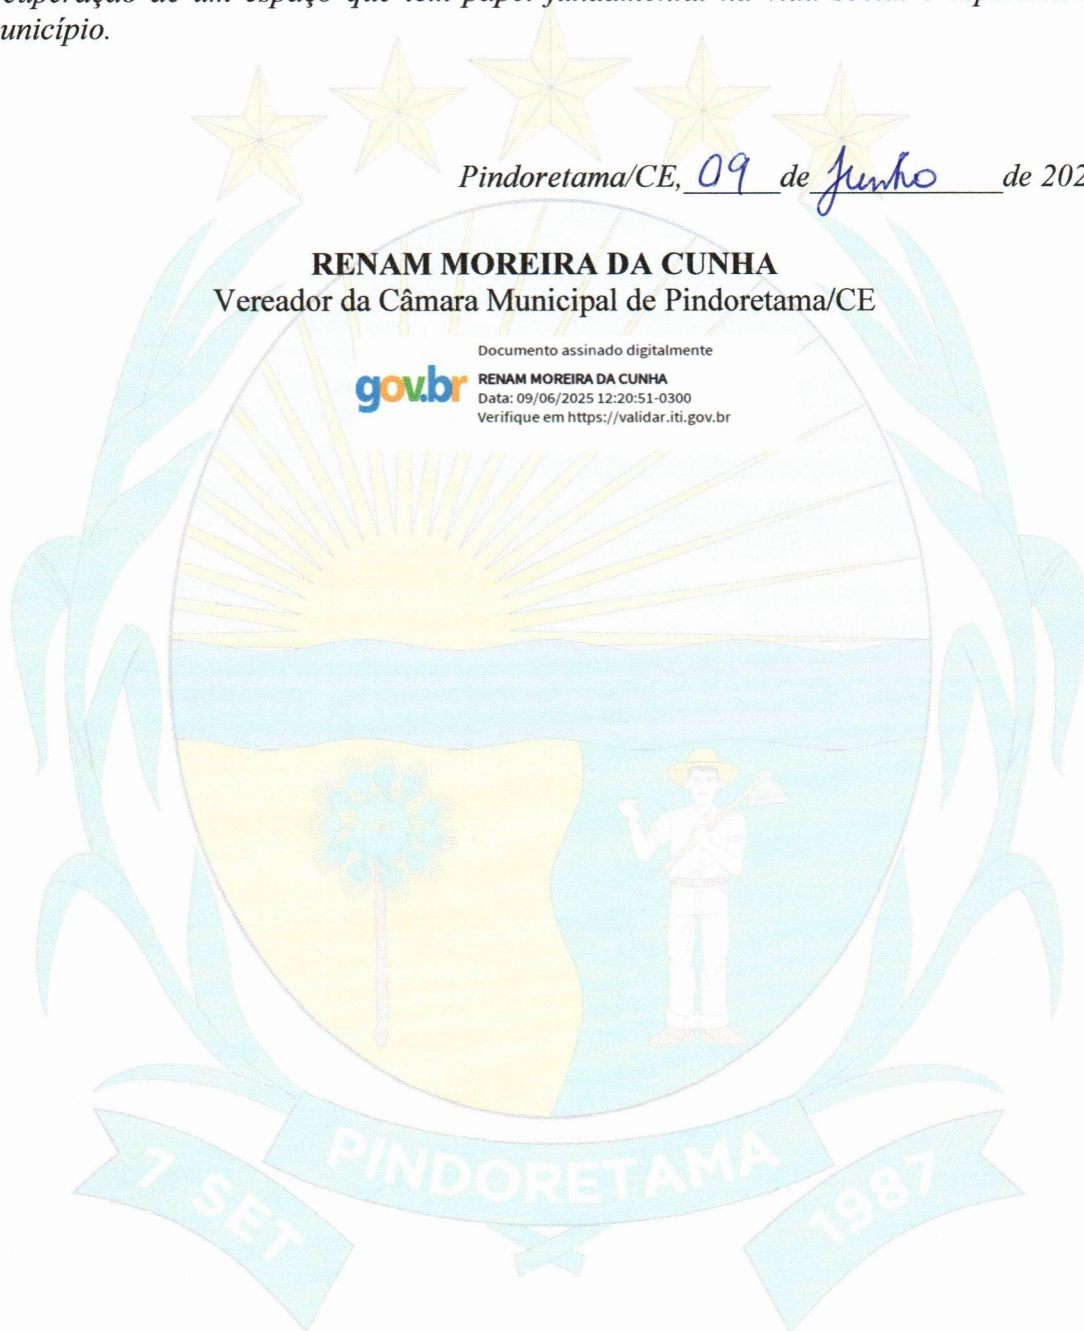 unicípio.
Pindoretama/CE, 09 de Junho de 202
RENAM MOREIRA DA CUNHA
Vereador da Câmara Municipal de Pindoretama/CE
Documento assinado digitalmente
gov.br
RENAM MOREIRA DA CUNHA
Data: 09/06/2025 12:20:51-0300
Verifique em https://validar.iti.gov.br
7 SET
PINDORETAMA
1987